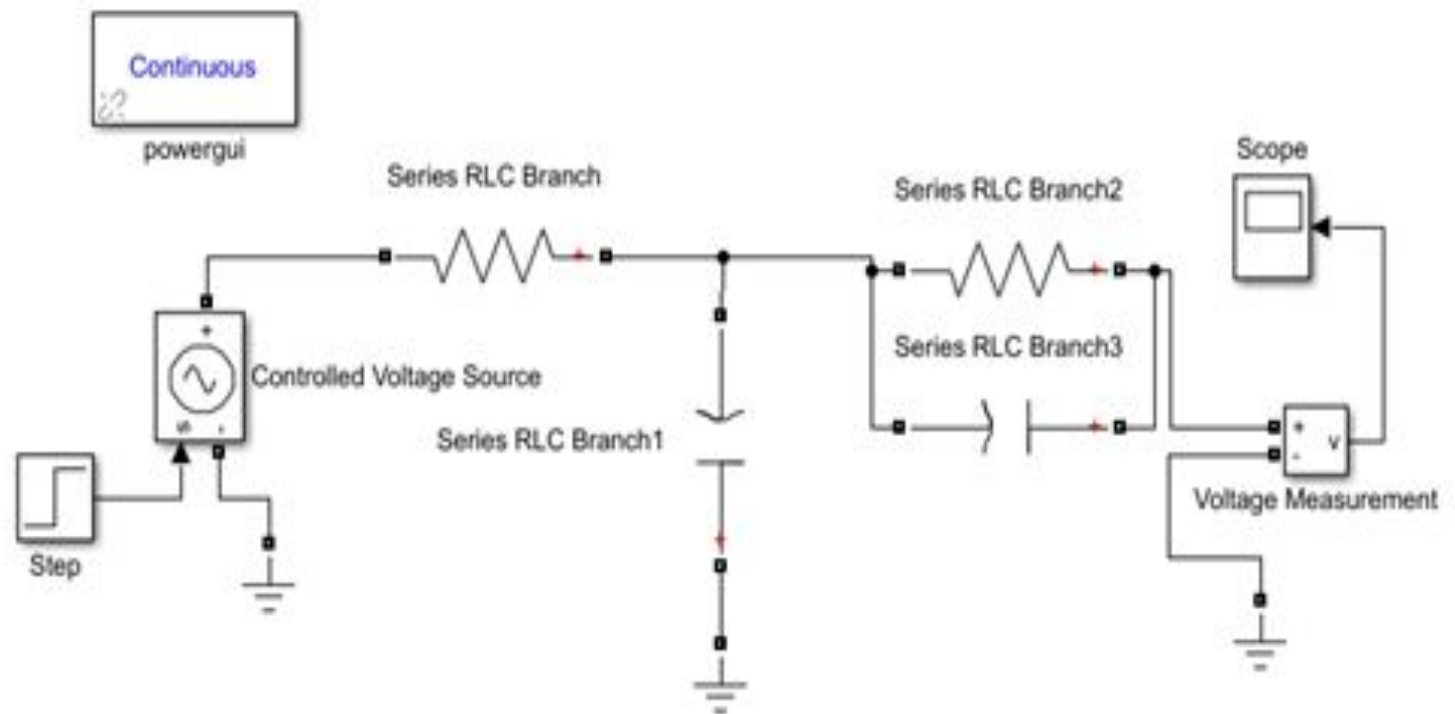 Continuous
powergui
Series RLC Branch
Series RLC Branch2
Scope
Series RLC Branch3
Controlled Voltage Source
Series RLC Branch1
Voltage Measurement
Step
+
s
-
+
-
v